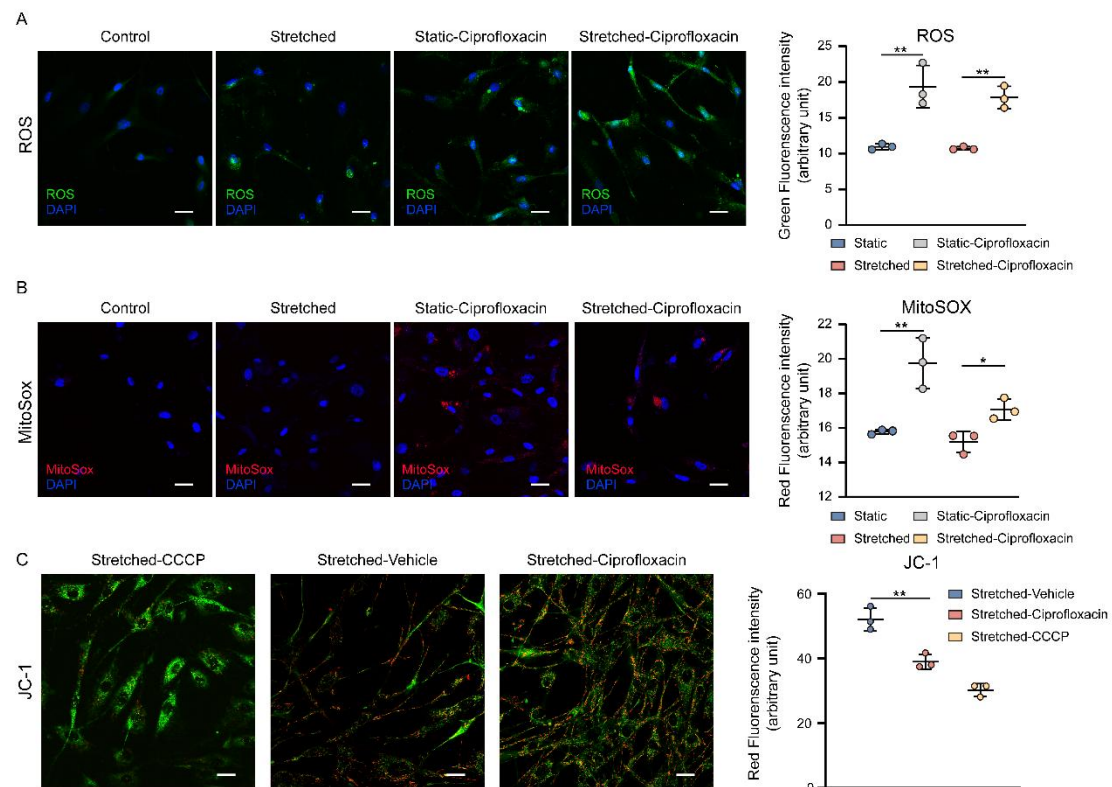 A
Control
Stretched
Static-Ciprofloxacin
Stretched-Ciprofloxacin
ROS
ROS
DAPI
ROS
DAPI
ROS
DAPI
ROS
DAPI
ROS
Green Fluorescence intensity
(arbitrary unit)
25
20
15
10
5
0
**
**
Static
Static-Ciprofloxacin
Stretched
Stretched-Ciprofloxacin
B
Control
Stretched
Static-Ciprofloxacin
Stretched-Ciprofloxacin
MitoSox
MitoSox
DAPI
MitoSox
DAPI
MitoSox
DAPI
MitoSox
DAPI
MitoSOX
Red Fluorescence intensity
(arbitrary unit)
22
20
18
16
14
12
**
*
Static
Static-Ciprofloxacin
Stretched
Stretched-Ciprofloxacin
C
Stretched-CCCP
Stretched-Vehicle
Stretched-Ciprofloxacin
JC-1
JC-1
Red Fluorescence intensity
(arbitrary unit)
60
40
20
0
**
Stretched-Vehicle
Stretched-Ciprofloxacin
Stretched-CCCP